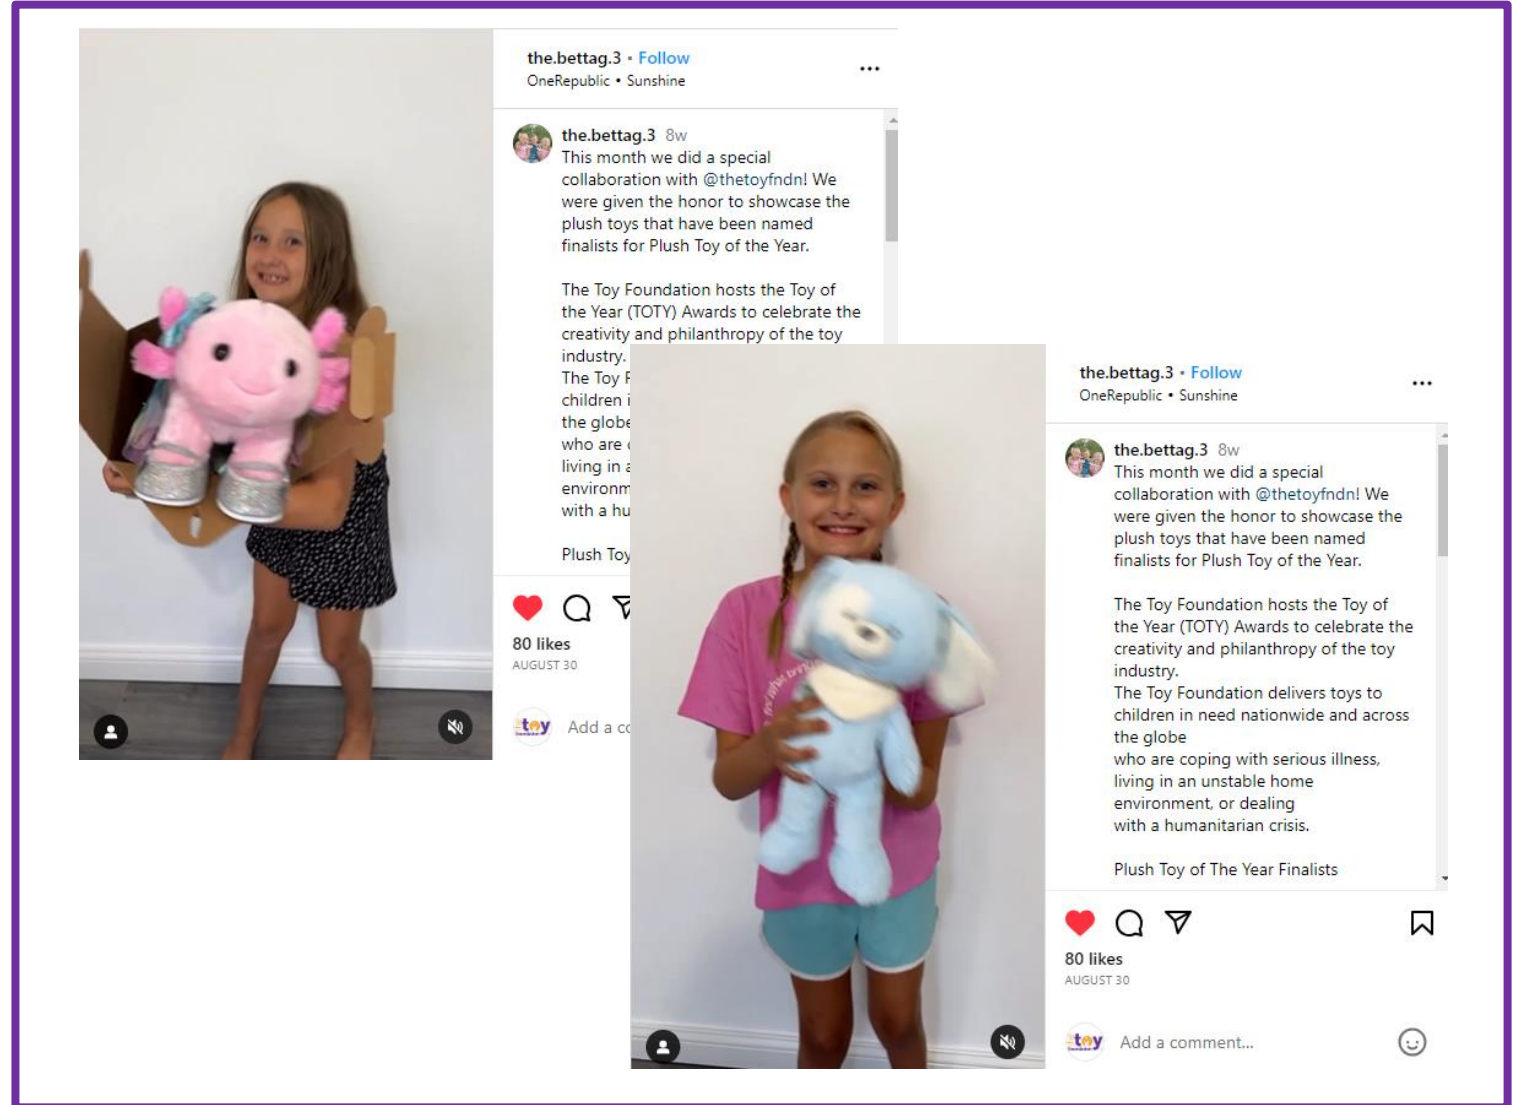 the.bettag.3 • Follow
OneRepublic • Sunshine
the.bettag.3 8w
This month we did a special
collaboration with @thetoyfndn! We
were given the honor to showcase the
plush toys that have been named
finalists for Plush Toy of the Year.
The Toy Foundation hosts the Toy of
the Year (TOTY) Awards to celebrate the
creativity and philanthropy of the toy
industry.
The Toy
children
the globe
who are
living in
environm
with a hu
Plush Toy
80 likes
AUGUST 30
toy
Add a co
the.bettag.3 • Follow
OneRepublic • Sunshine
the.bettag.3 8w
This month we did a special
collaboration with @thetoyfndn! We
were given the honor to showcase the
plush toys that have been named
finalists for Plush Toy of the Year.
The Toy Foundation hosts the Toy of
the Year (TOTY) Awards to celebrate the
creativity and philanthropy of the toy
industry.
The Toy Foundation delivers toys to
children in need nationwide and across
the globe
who are coping with serious illness,
living in an unstable home
environment, or dealing
with a humanitarian crisis.
Plush Toy of The Year Finalists
80 likes
AUGUST 30
toy
Add a comment...